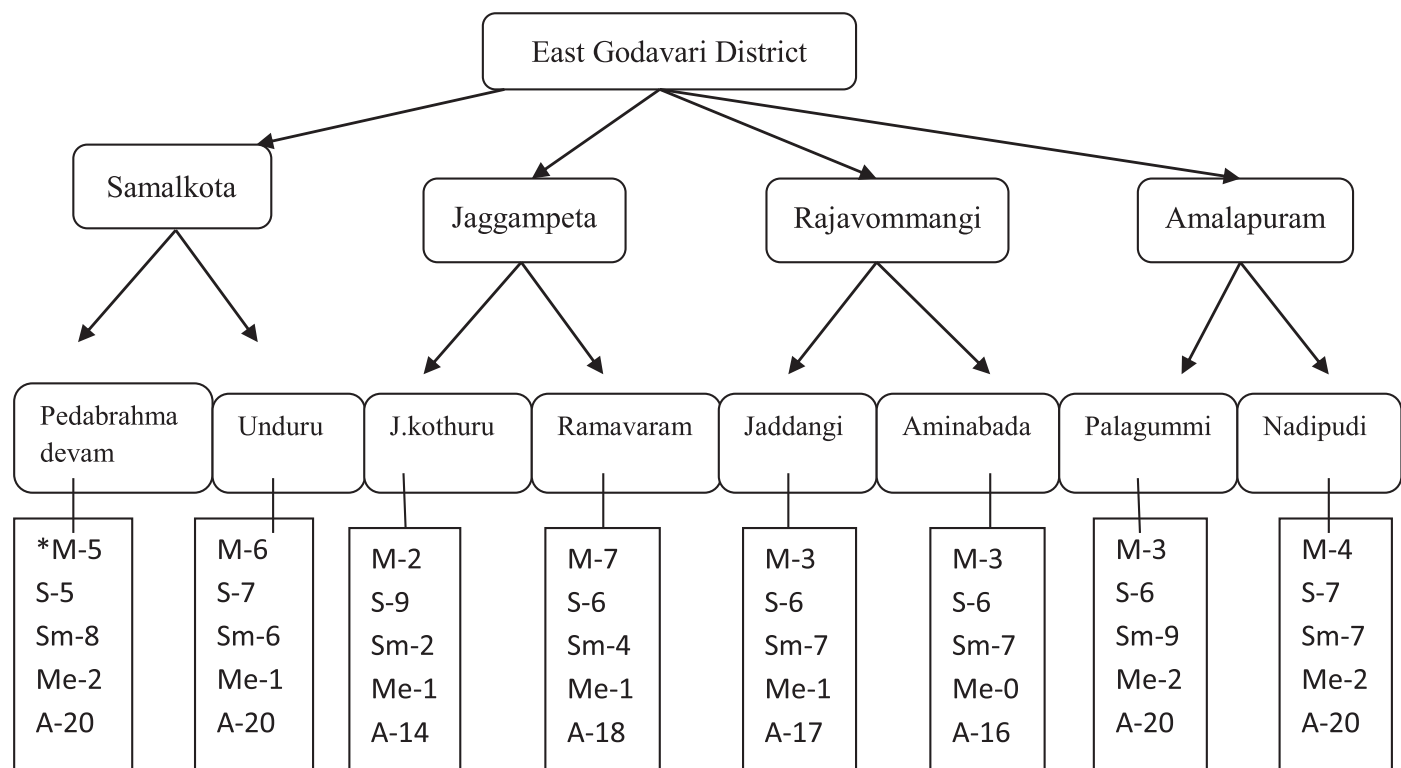 East Godavari District
Samalkota
Jaggampeta
Rajavommangi
Amalapuram
Pedabrahma
devam
Unduru
J.kothuru
Ramavaram
Jaddangi
Aminabada
Palagummi
Nadipudi
*M-5
S-5
Sm-8
Me-2
A-20
M-6
S-7
Sm-6
Me-1
A-20
M-2
S-9
Sm-2
Me-1
A-14
M-7
S-6
Sm-4
Me-1
A-18
M-3
S-6
Sm-7
Me-1
A-17
M-3
S-6
Sm-7
Me-0
A-16
M-3
S-6
Sm-9
Me-2
A-20
M-4
S-7
Sm-7
Me-2
A-20